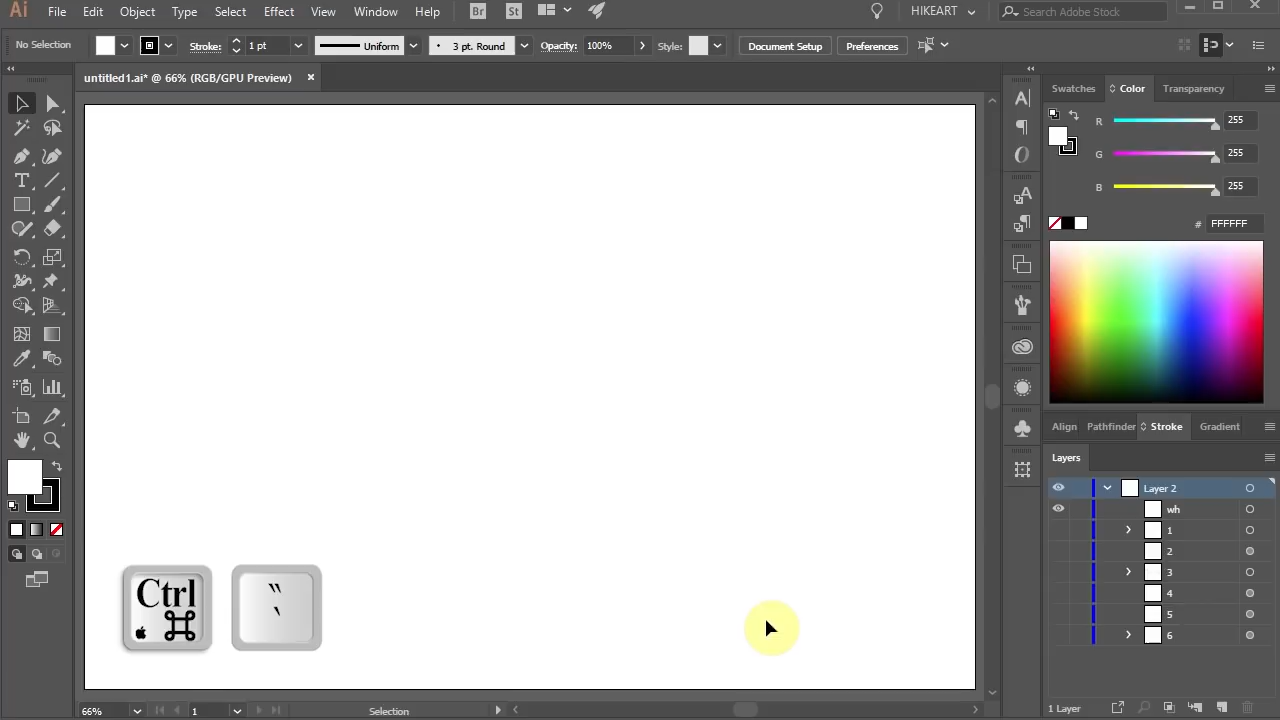 Ai File Edit Object Type Select Effect View Window Help Br St HIKEART Search Adobe Stock
No Selection Stroke: 1 pt Uniform 3 pt. Round Opacity: 100% Style: Document Setup Preferences
untitled1.ai* @ 66% (RGB/GPU Preview)
Swatches Color Transparency
R 255
G 255
B 255
# FFFFFF
Align Pathfinder Stroke Gradient
Layers
Layer 2
wh
1
2
3
4
5
6
Ctrl
1 Layer
66% 1 Selection